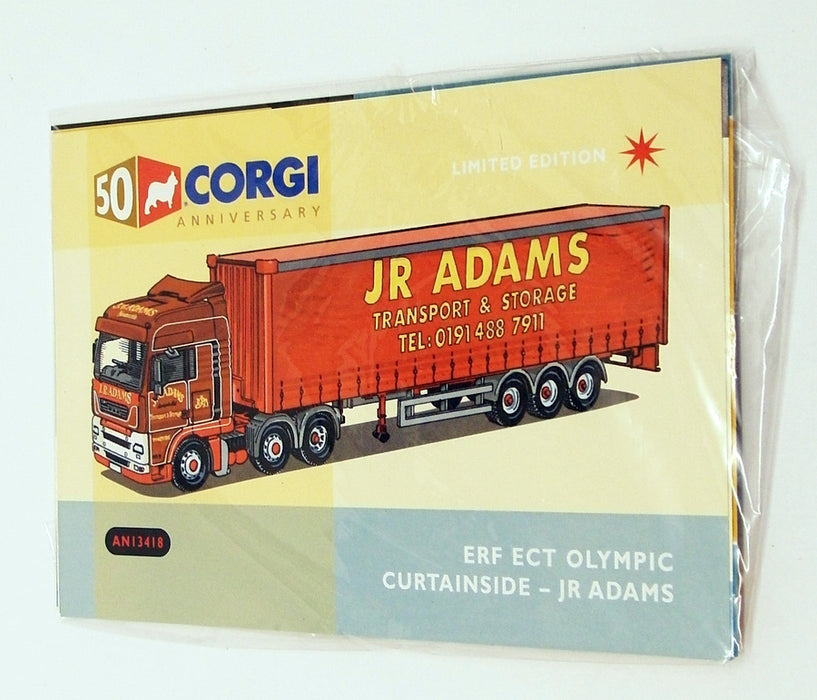 50 CORGI
ANNIVERSARY
LIMITED EDITION
JR ADAMS
TRANSPORT & STORAGE
TEL: 0191 488 7911
J.R ADAMS
AN13418
ERF ECT OLYMPIC
CURTAINSIDE – JR ADAMS